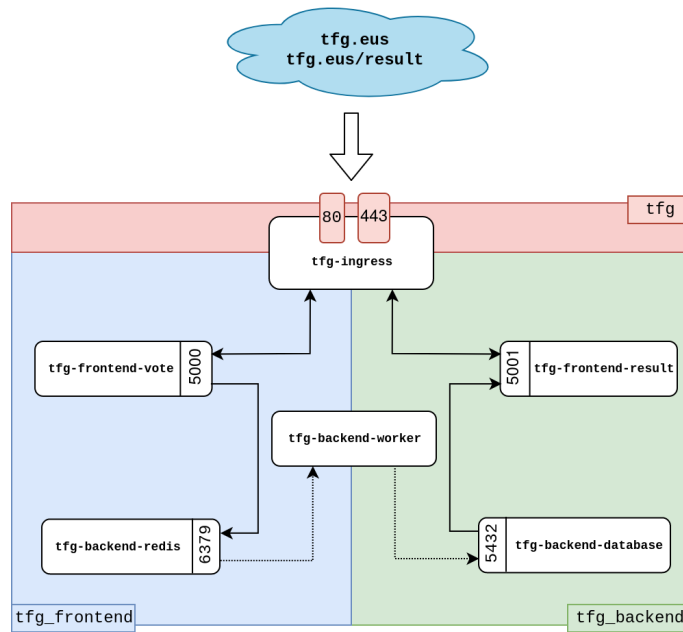 tfg.eus
tfg.eus/result
80
443
tfg
tfg-ingress
tfg-frontend-vote
5000
5001
tfg-frontend-result
tfg-backend-worker
tfg-backend-redis
6379
5432
tfg-backend-database
tfg_frontend
tfg_backend